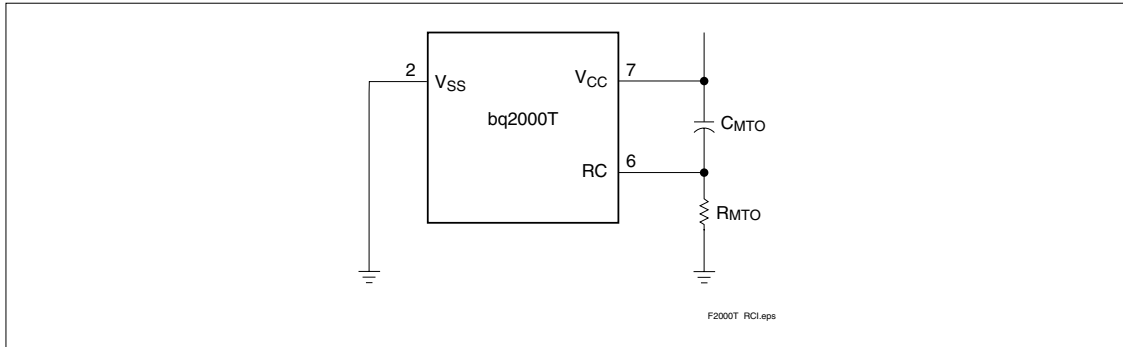 2
VSS
VCC
7
bq2000T
CMTO
RC
6
RMTO
F2000T RCI.eps